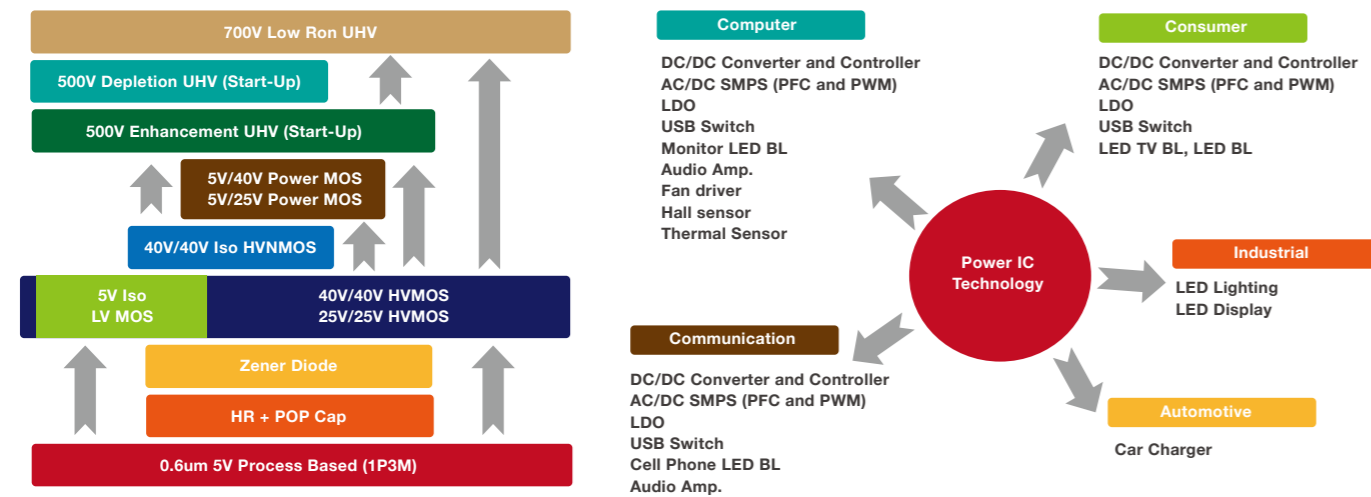 700V Low Ron UHV
500V Depletion UHV (Start-Up)
500V Enhancement UHV (Start-Up)
5V/40V Power MOS
5V/25V Power MOS
40V/40V Iso HVNMOS
5V Iso
LV MOS
40V/40V HVMOS
25V/25V HVMOS
Zener Diode
HR + POP Cap
0.6um 5V Process Based (1P3M)
Computer
DC/DC Converter and Controller
AC/DC SMPS (PFC and PWM)
LDO
USB Switch
Monitor LED BL
Audio Amp.
Fan driver
Hall sensor
Thermal Sensor
Consumer
DC/DC Converter and Controller
AC/DC SMPS (PFC and PWM)
LDO
USB Switch
LED TV BL, LED BL
Power IC
Technology
Industrial
LED Lighting
LED Display
Communication
DC/DC Converter and Controller
AC/DC SMPS (PFC and PWM)
LDO
USB Switch
Cell Phone LED BL
Audio Amp.
Automotive
Car Charger